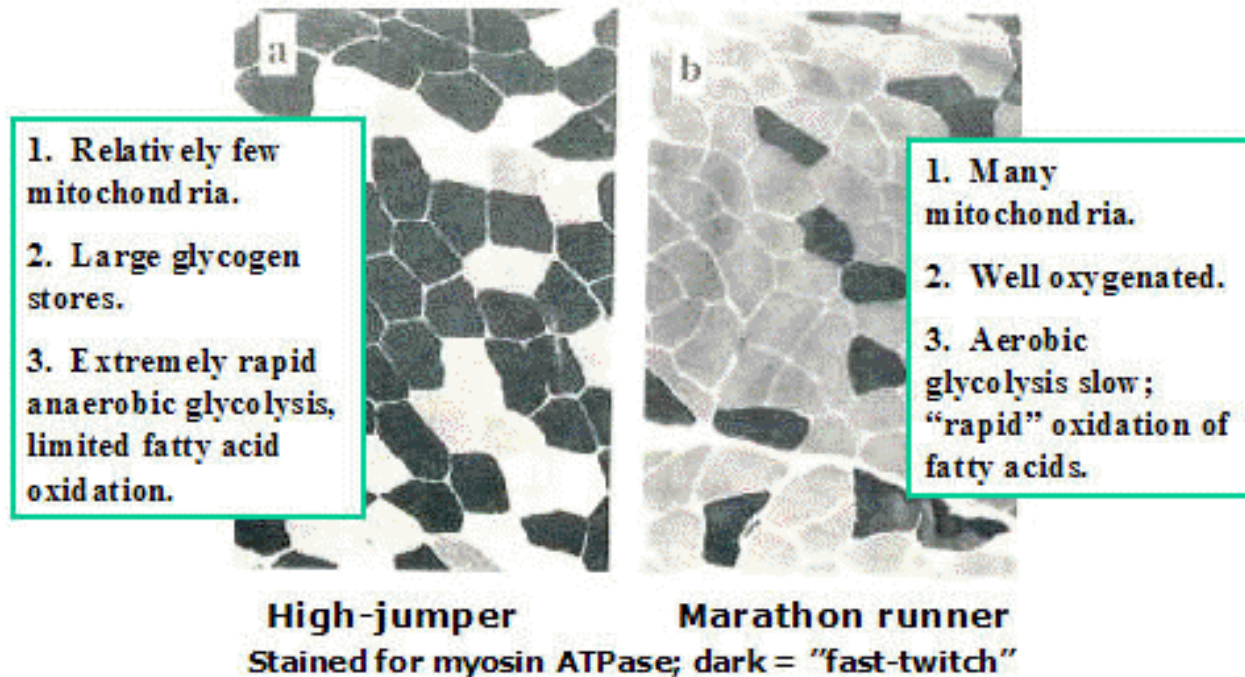 a
b
1. Relatively few
mitochondria.
2. Large glycogen
stores.
3. Extremely rapid
anaerobic glycolysis,
limited fatty acid
oxidation.
1. Many
mitochondria.
2. Well oxygenated.
3. Aerobic
glycolysis slow;
“rapid” oxidation of
fatty acids.
High-jumper
Marathon runner
Stained for myosin ATPase; dark = ”fast-twitch”